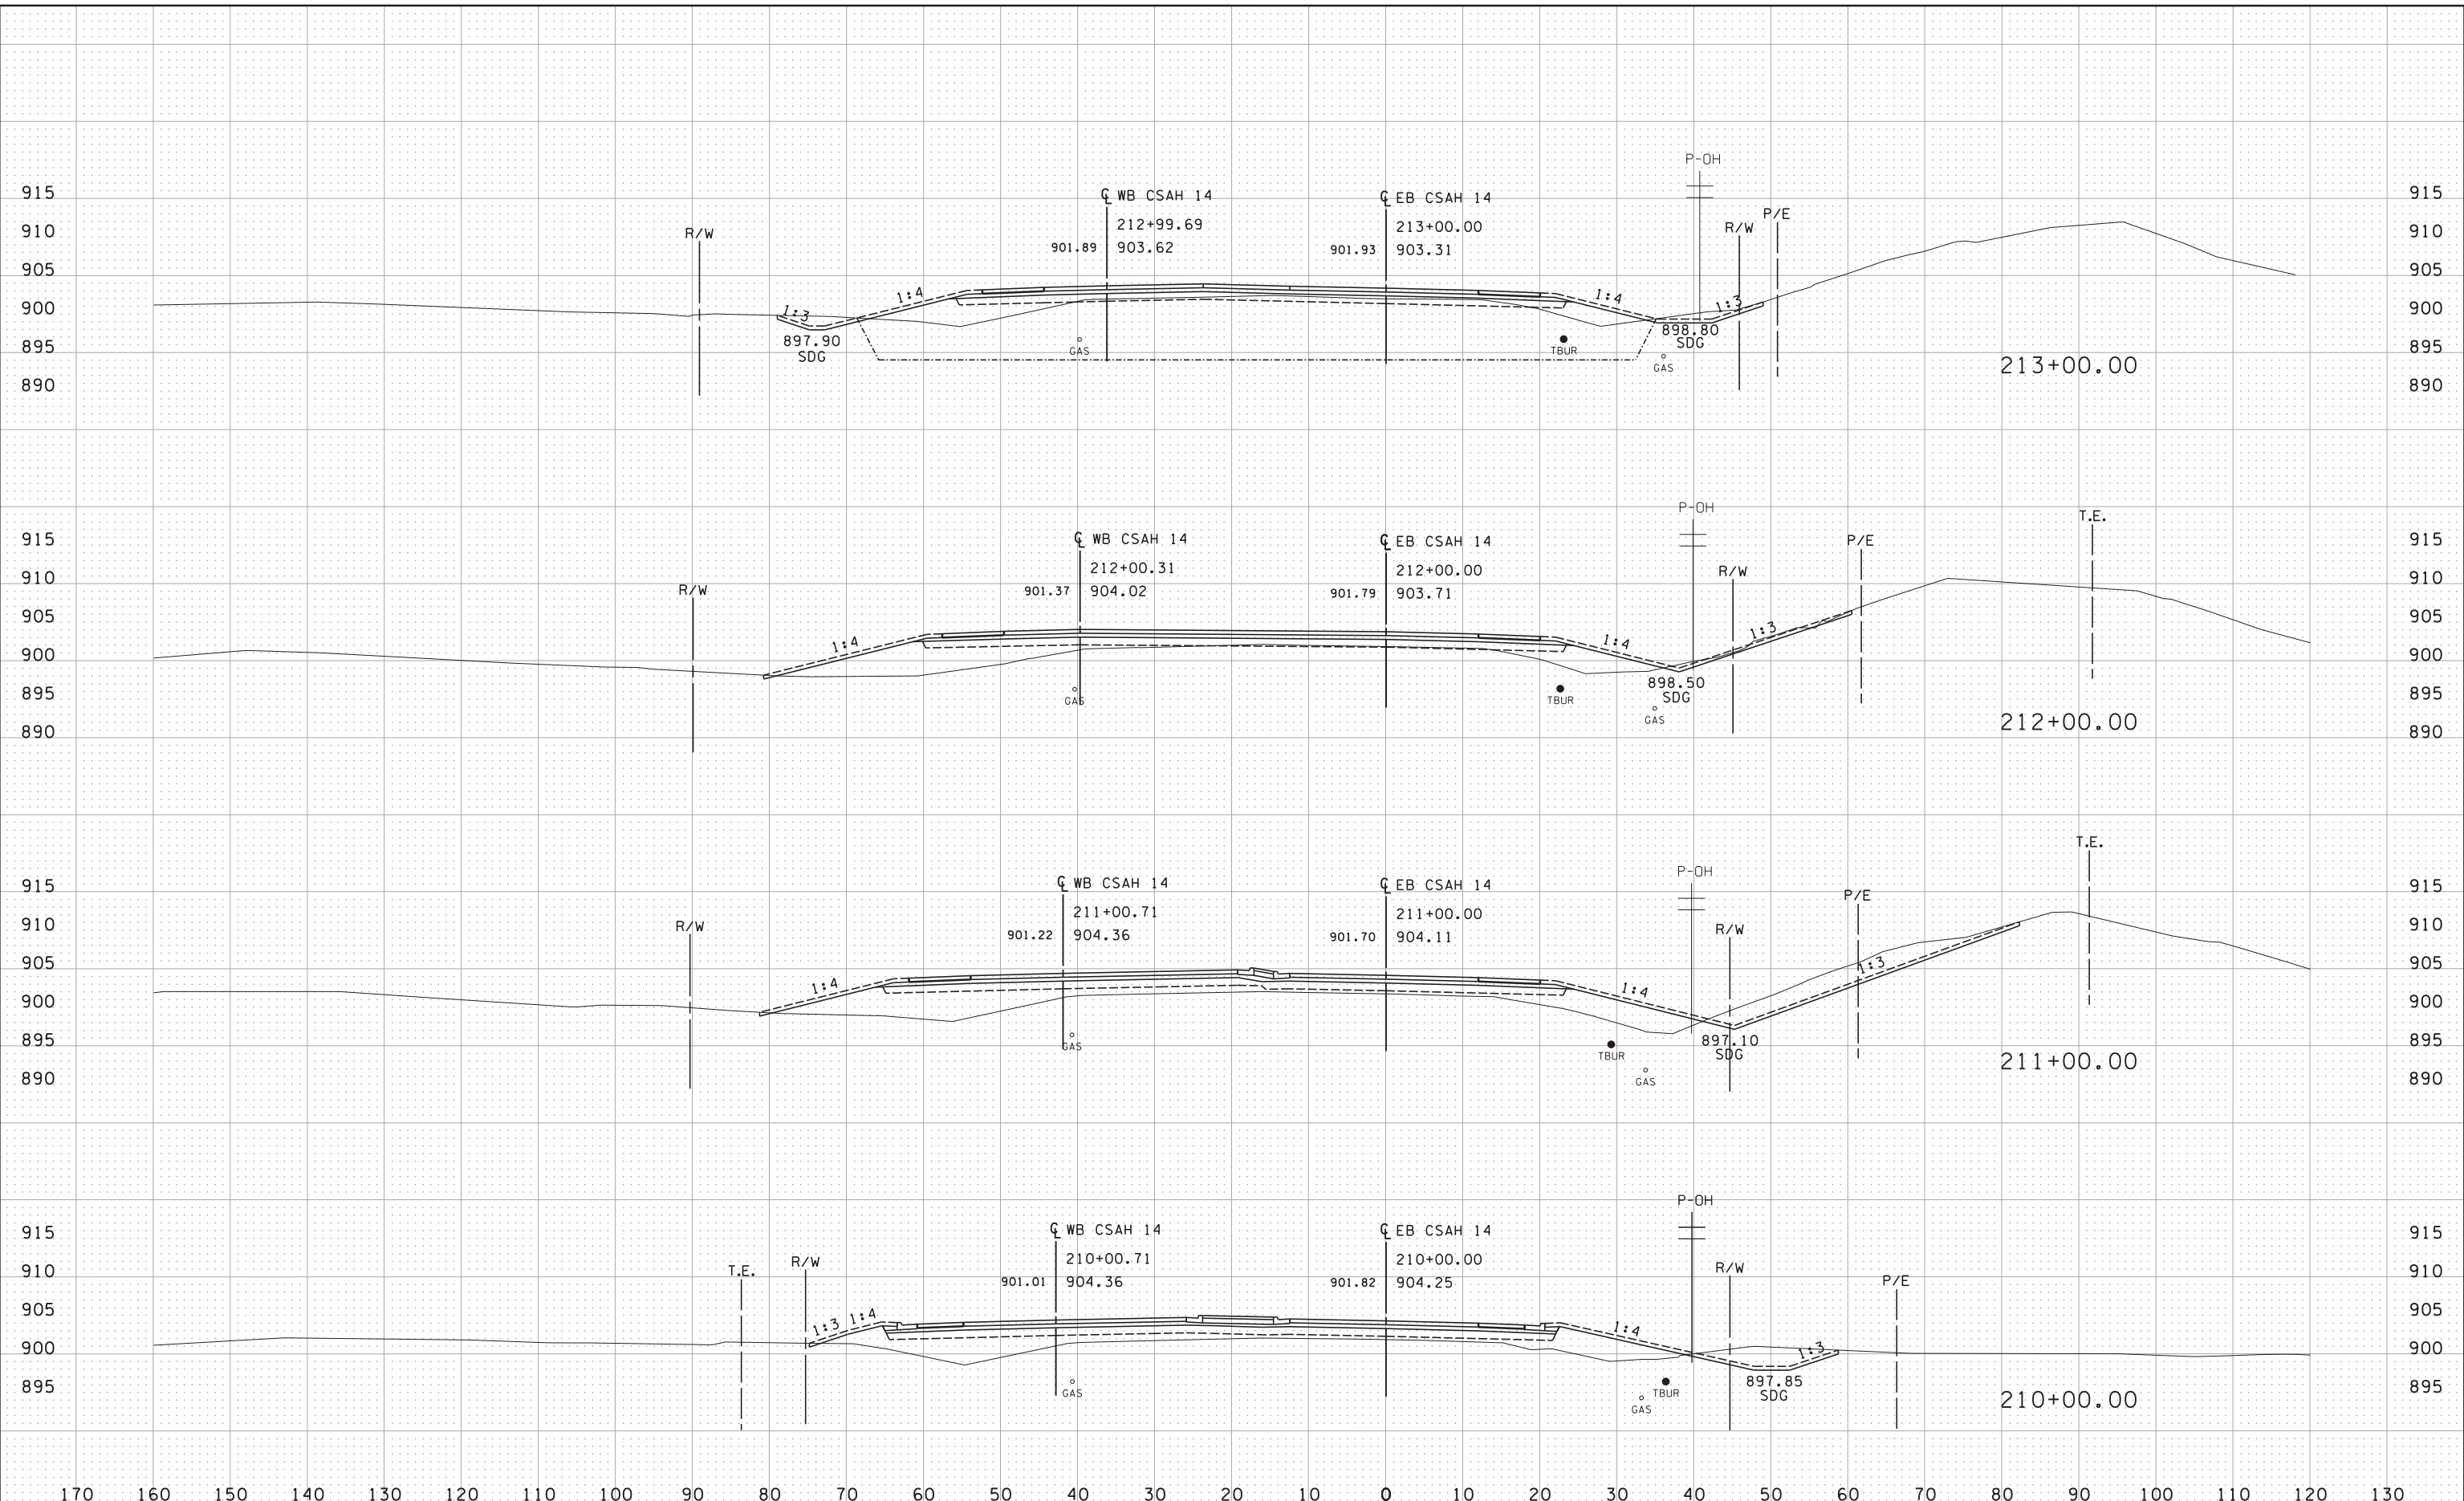 P-OH
915 ℄ WB CSAH 14 ℄ EB CSAH 14 915
212+99.69 213+00.00 P/E
910 R/W 901.89 903.62 901.93 903.31 R/W 910
905 905
900 1:3 1:4 1:4 1:3 900
897.90 898.80
SDG SDG
895 GAS TBUR GAS 895
213+00.00
890 890
P-OH
T.E.
915 ℄ WB CSAH 14 ℄ EB CSAH 14 P/E 915
212+00.31 212+00.00 R/W
910 R/W 901.37 904.02 901.79 903.71 910
905 1:4 1:4 1:3 905
900 900
898.50
SDG
895 GAS TBUR GAS 895
212+00.00
890 890
T.E.
P-OH
915 ℄ WB CSAH 14 ℄ EB CSAH 14 P/E 915
211+00.71 211+00.00
910 R/W 901.22 904.36 901.70 904.11 R/W 910
905 1:4 1:4 1:3 905
900 900
897.10
SDG
895 GAS TBUR 895
GAS
211+00.00
890 890
P-OH
915 ℄ WB CSAH 14 ℄ EB CSAH 14 915
210+00.71 210+00.00
910 T.E. R/W 901.01 904.36 901.82 904.25 R/W P/E 910
905 1:3 1:4 1:4 905
900 1:3 900
897.85
SDG
895 GAS TBUR GAS 895
210+00.00
170 160 150 140 130 120 110 100 90 80 70 60 50 40 30 20 10 0 10 20 30 40 50 60 70 80 90 100 110 120 130